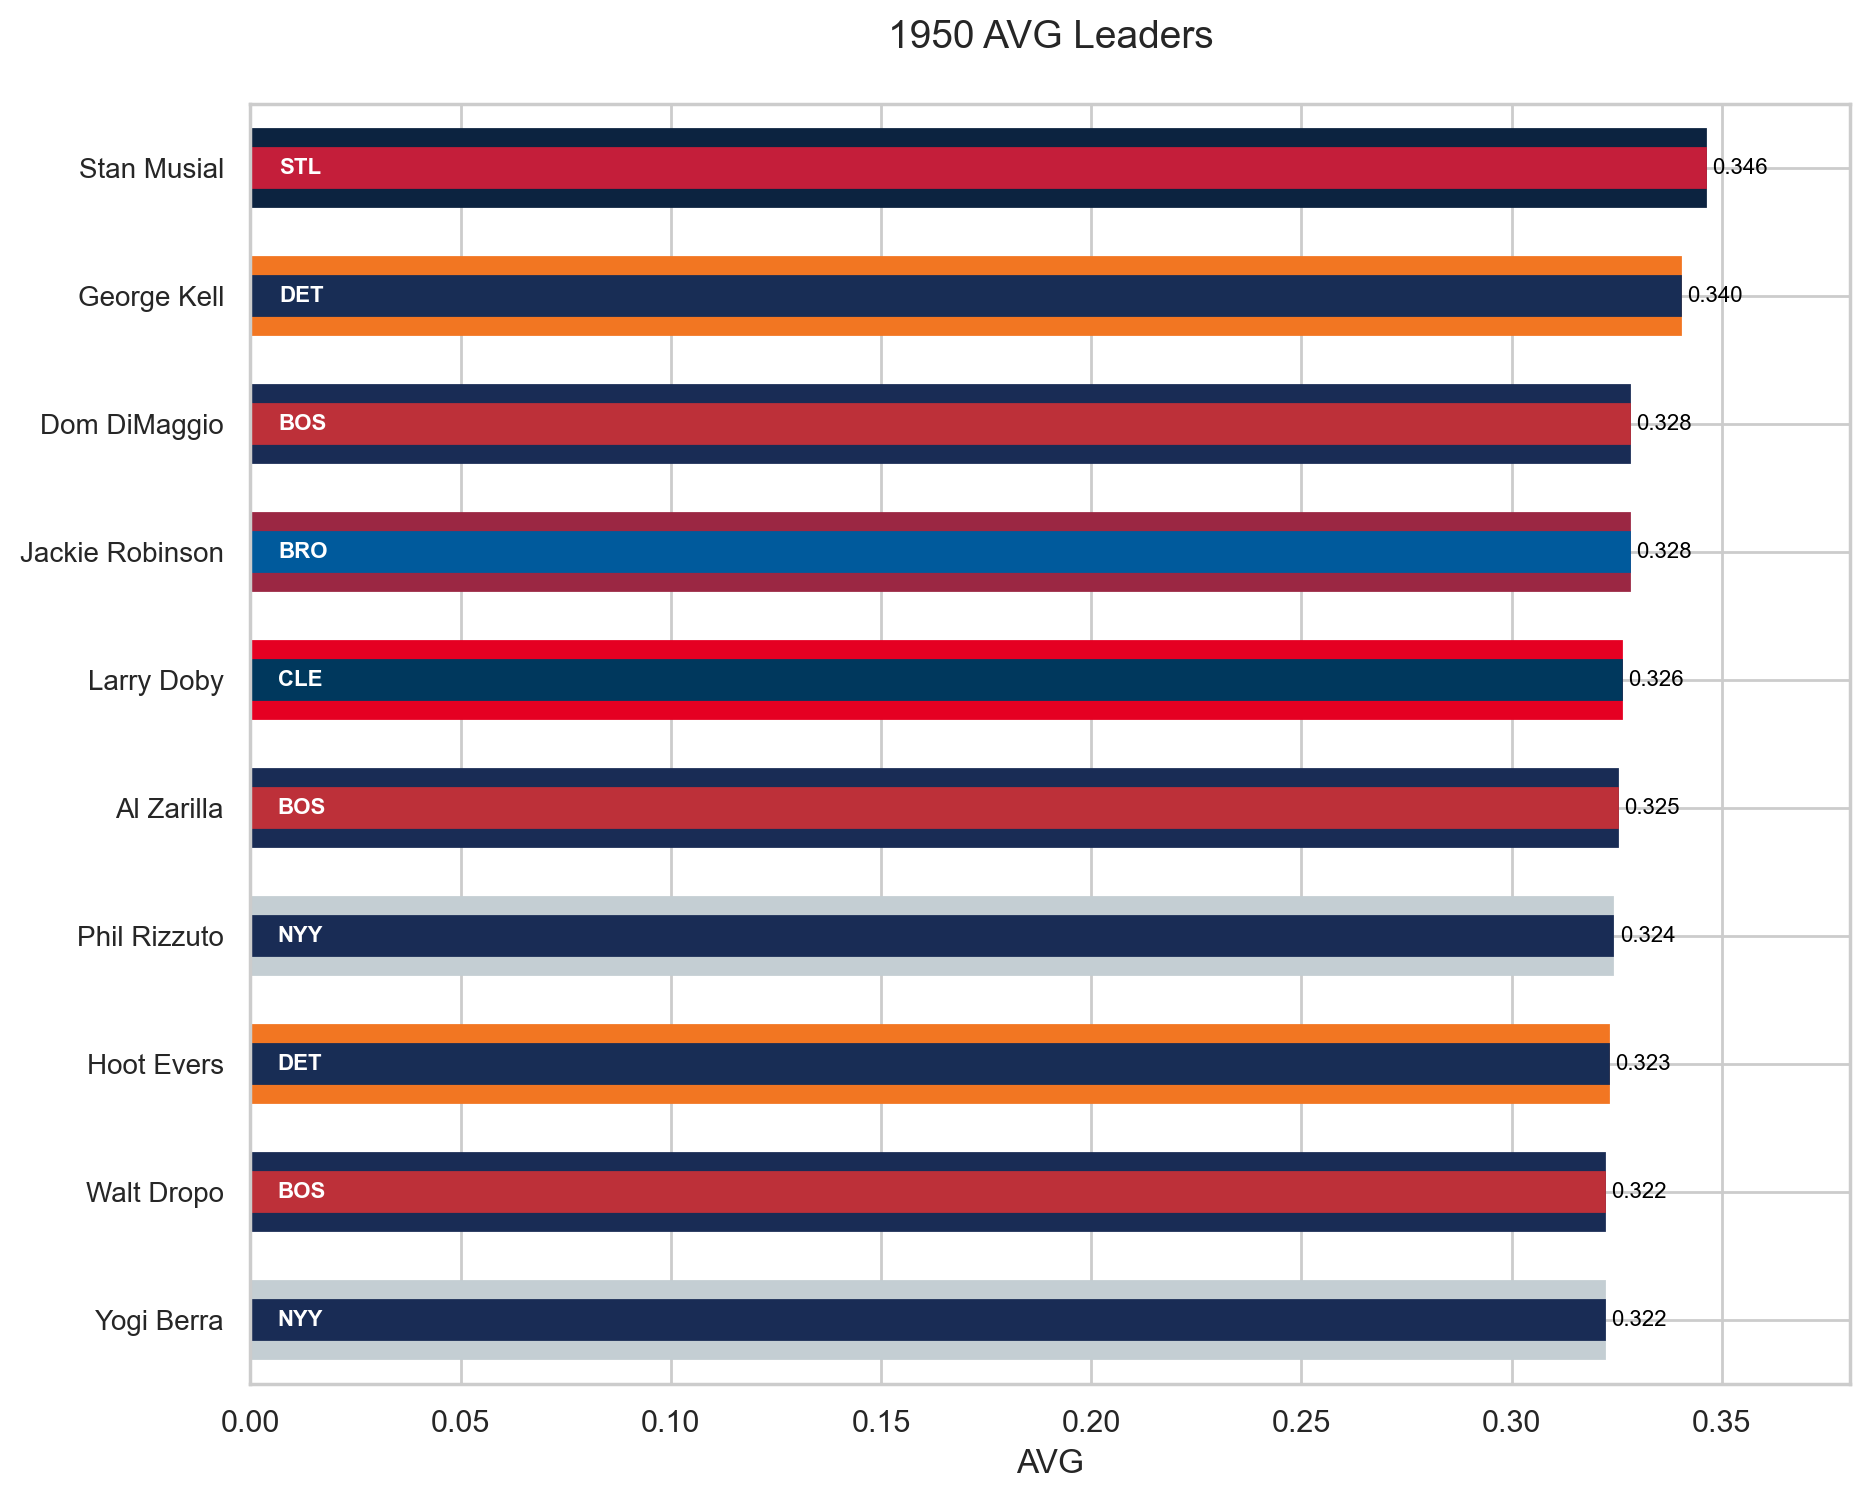 1950 AVG Leaders
Stan Musial STL 0.346
George Kell DET 0.340
Dom DiMaggio BOS 0.328
Jackie Robinson BRO 0.328
Larry Doby CLE 0.326
Al Zarilla BOS 0.325
Phil Rizzuto NYY 0.324
Hoot Evers DET 0.323
Walt Dropo BOS 0.322
Yogi Berra NYY 0.322
0.00 0.05 0.10 0.15 0.20 0.25 0.30 0.35
AVG